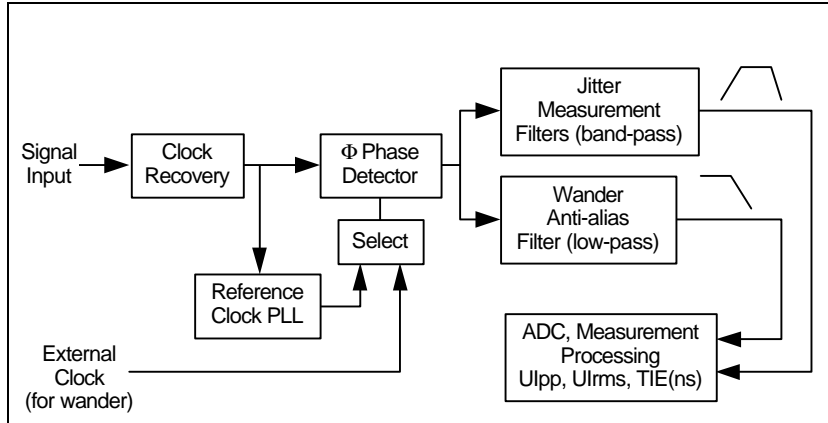 Signal
Input
Clock
Recovery
Φ Phase
Detector
Select
Reference
Clock PLL
External
Clock
(for wander)
Jitter
Measurement
Filters (band-pass)
Wander
Anti-alias
Filter (low-pass)
ADC, Measurement
Processing
UIpp, UIrms, TIE(ns)